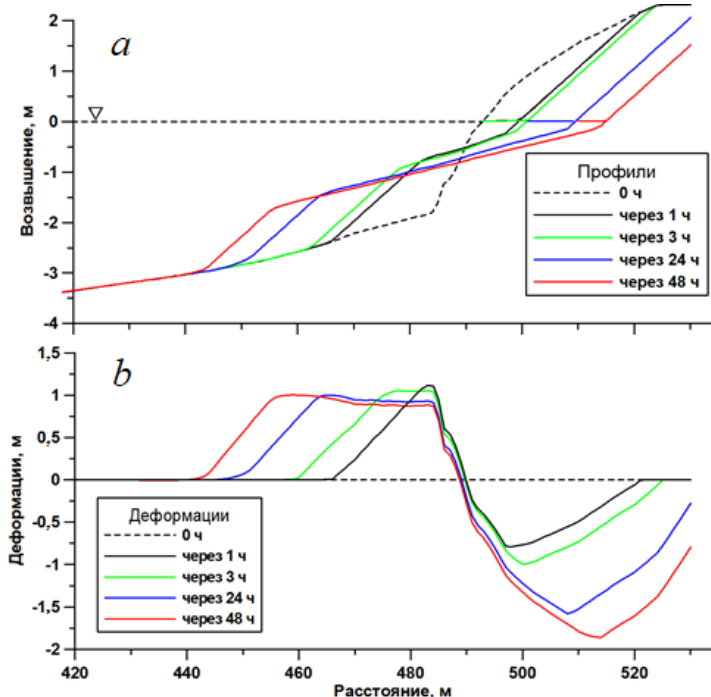 a
Возвышение, м
2
1
0
-1
-2
-3
-4
Профили
0 ч
через 1 ч
через 3 ч
через 24 ч
через 48 ч
b
Деформации, м
1,5
1
0,5
0
-0,5
-1
-1,5
-2
Деформации
0 ч
через 1 ч
через 3 ч
через 24 ч
через 48 ч
420 440 460 480 500 520
Расстояние, м